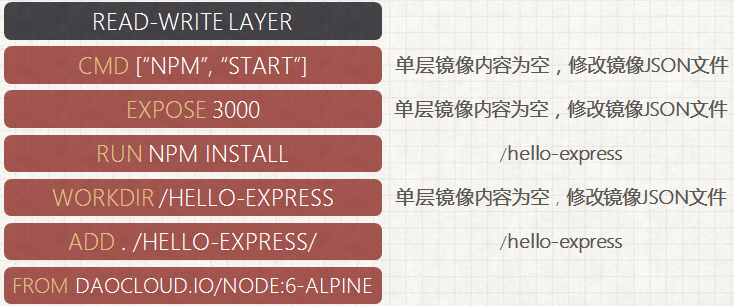 READ-WRITE LAYER
CMD [“NPM”, “START”] 单层镜像内容为空，修改镜像JSON文件
EXPOSE 3000 单层镜像内容为空，修改镜像JSON文件
RUN NPM INSTALL /hello-express
WORKDIR /HELLO-EXPRESS 单层镜像内容为空，修改镜像JSON文件
ADD . /HELLO-EXPRESS/ /hello-express
FROM DAOCLOUD.IO/NODE:6-ALPINE